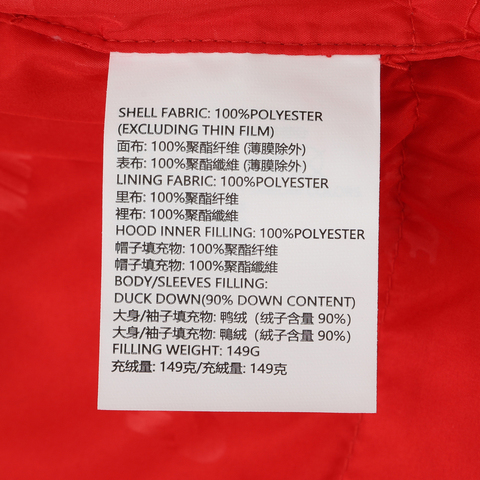 SHELL FABRIC: 100%POLYESTER
(EXCLUDING THIN FILM)
面布: 100%聚酯纤维 (薄膜除外)
表布: 100%聚酯纖維 (薄膜除外)
LINING FABRIC: 100%POLYESTER
里布: 100%聚酯纤维
裡布: 100%聚酯纖維
HOOD INNER FILLING: 100%POLYESTER
帽子填充物: 100%聚酯纤维
帽子填充物: 100%聚酯纖維
BODY/SLEEVES FILLING:
DUCK DOWN(90% DOWN CONTENT)
大身/袖子填充物: 鸭绒（绒子含量 90%）
大身/袖子填充物: 鴨絨（絨子含量 90%）
FILLING WEIGHT: 149G
充绒量: 149克/充絨量: 149克